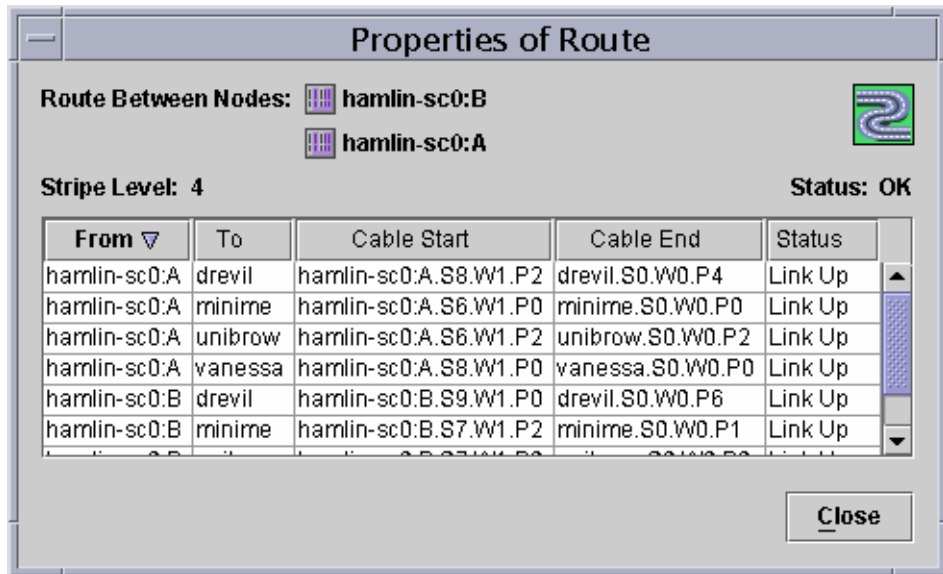 Properties of Route
Route Between Nodes: hamlin-sc0:B
hamlin-sc0:A
Stripe Level: 4 Status: OK
From To Cable Start Cable End Status
hamlin-sc0:A drevil hamlin-sc0:A.S8.W1.P2 drevil.S0.W0.P4 Link Up
hamlin-sc0:A minime hamlin-sc0:A.S6.W1.P0 minime.S0.W0.P0 Link Up
hamlin-sc0:A unibrow hamlin-sc0:A.S6.W1.P2 unibrow.S0.W0.P2 Link Up
hamlin-sc0:A vanessa hamlin-sc0:A.S8.W1.P0 vanessa.S0.W0.P0 Link Up
hamlin-sc0:B drevil hamlin-sc0:B.S9.W1.P0 drevil.S0.W0.P6 Link Up
hamlin-sc0:B minime hamlin-sc0:B.S7.W1.P2 minime.S0.W0.P1 Link Up
Close